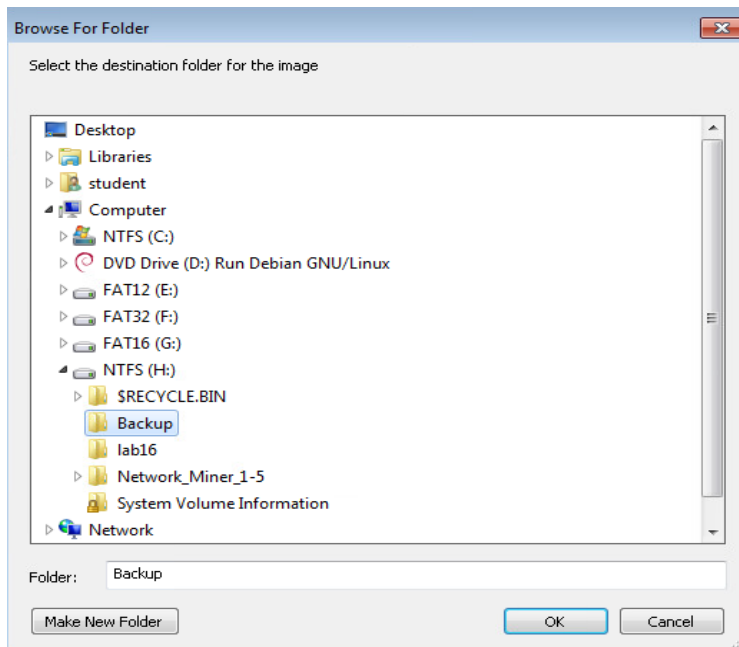 Browse For Folder
Select the destination folder for the image
Desktop
Libraries
student
Computer
NTFS (C:)
DVD Drive (D:) Run Debian GNU/Linux
FAT12 (E:)
FAT32 (F:)
FAT16 (G:)
NTFS (H:)
$RECYCLE.BIN
Backup
lab16
Network_Miner_1-5
System Volume Information
Network
Folder: Backup
Make New Folder OK Cancel